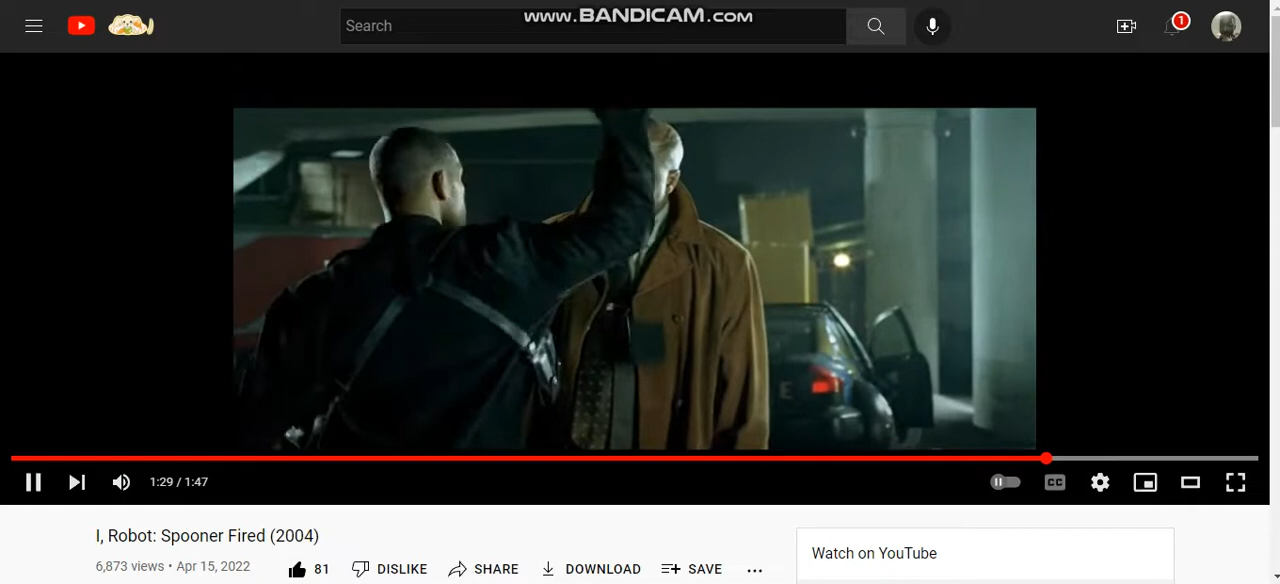 www.BANDICAM.com
Search
1
1:29 / 1:47
CC
I, Robot: Spooner Fired (2004)
6,873 views • Apr 15, 2022
81 DISLIKE SHARE DOWNLOAD SAVE ...
Watch on YouTube